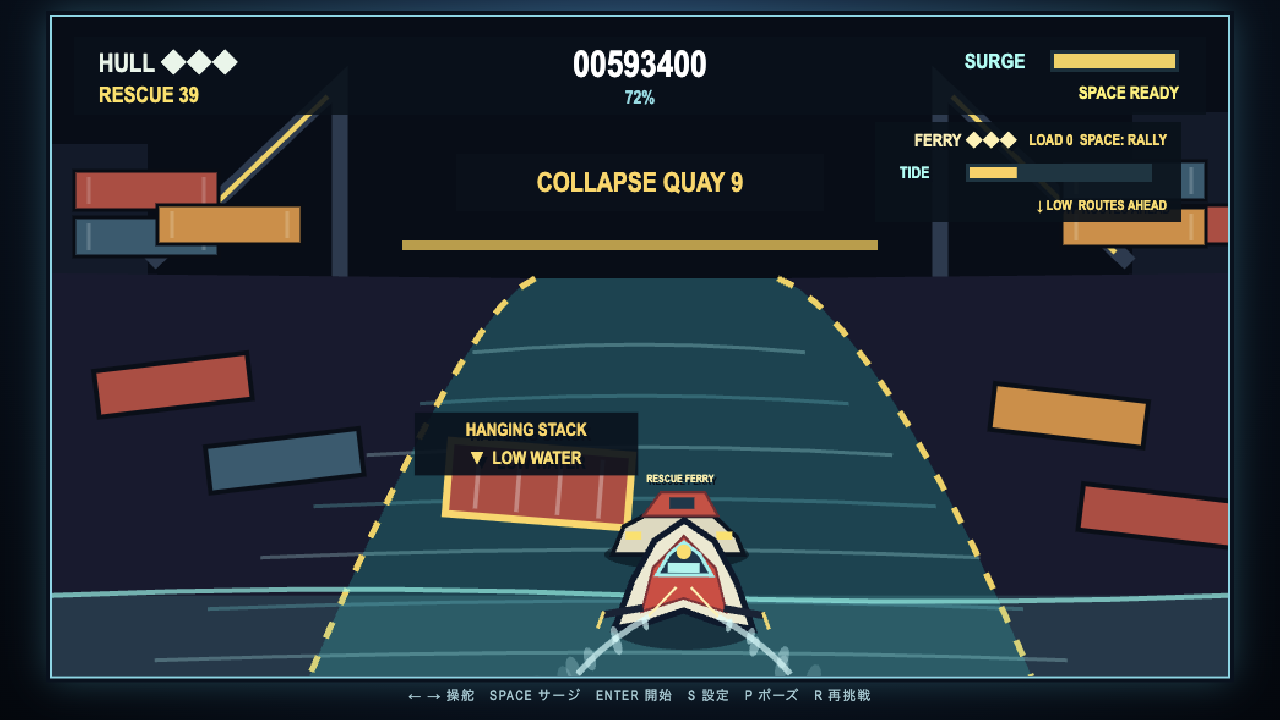 HULL
RESCUE 39
00593400
72%
SURGE
SPACE READY
FERRY LOAD 0 SPACE: RALLY
TIDE
↓ LOW ROUTES AHEAD
COLLAPSE QUAY 9
HANGING STACK
▼ LOW WATER
RESCUE FERRY
← → 操舵 SPACE サージ ENTER 開始 S 設定 P ポーズ R 再挑戦